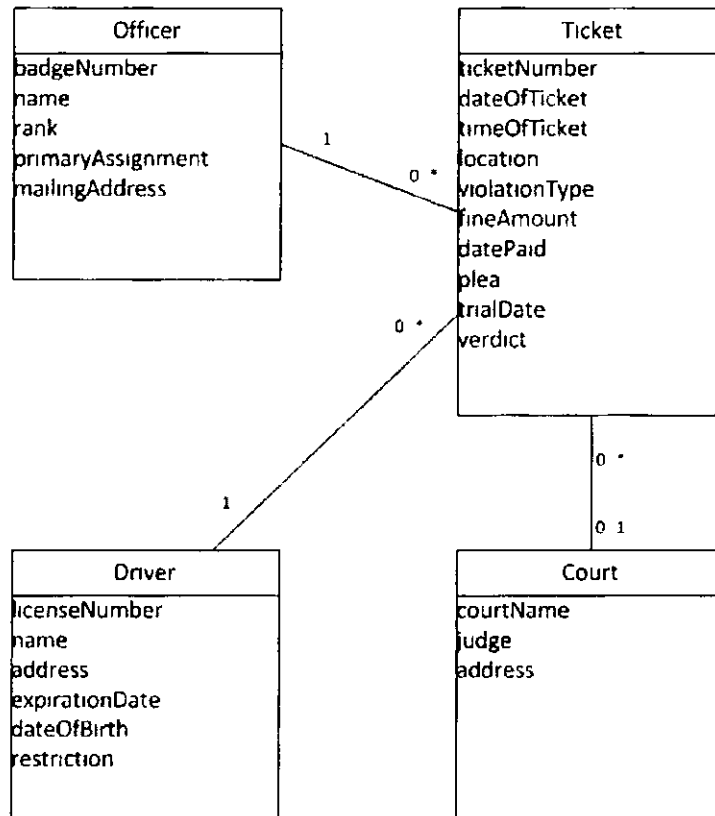 Officer
badgeNumber
name
rank
primaryAssignment
mailingAddress
Ticket
ticketNumber
dateOfTicket
timeOfTicket
location
violationType
fineAmount
datePaid
plea
trialDate
verdict
1
0 *
0 *
1
0 *
0 1
Driver
licenseNumber
name
address
expirationDate
dateOfBirth
restriction
Court
courtName
judge
address